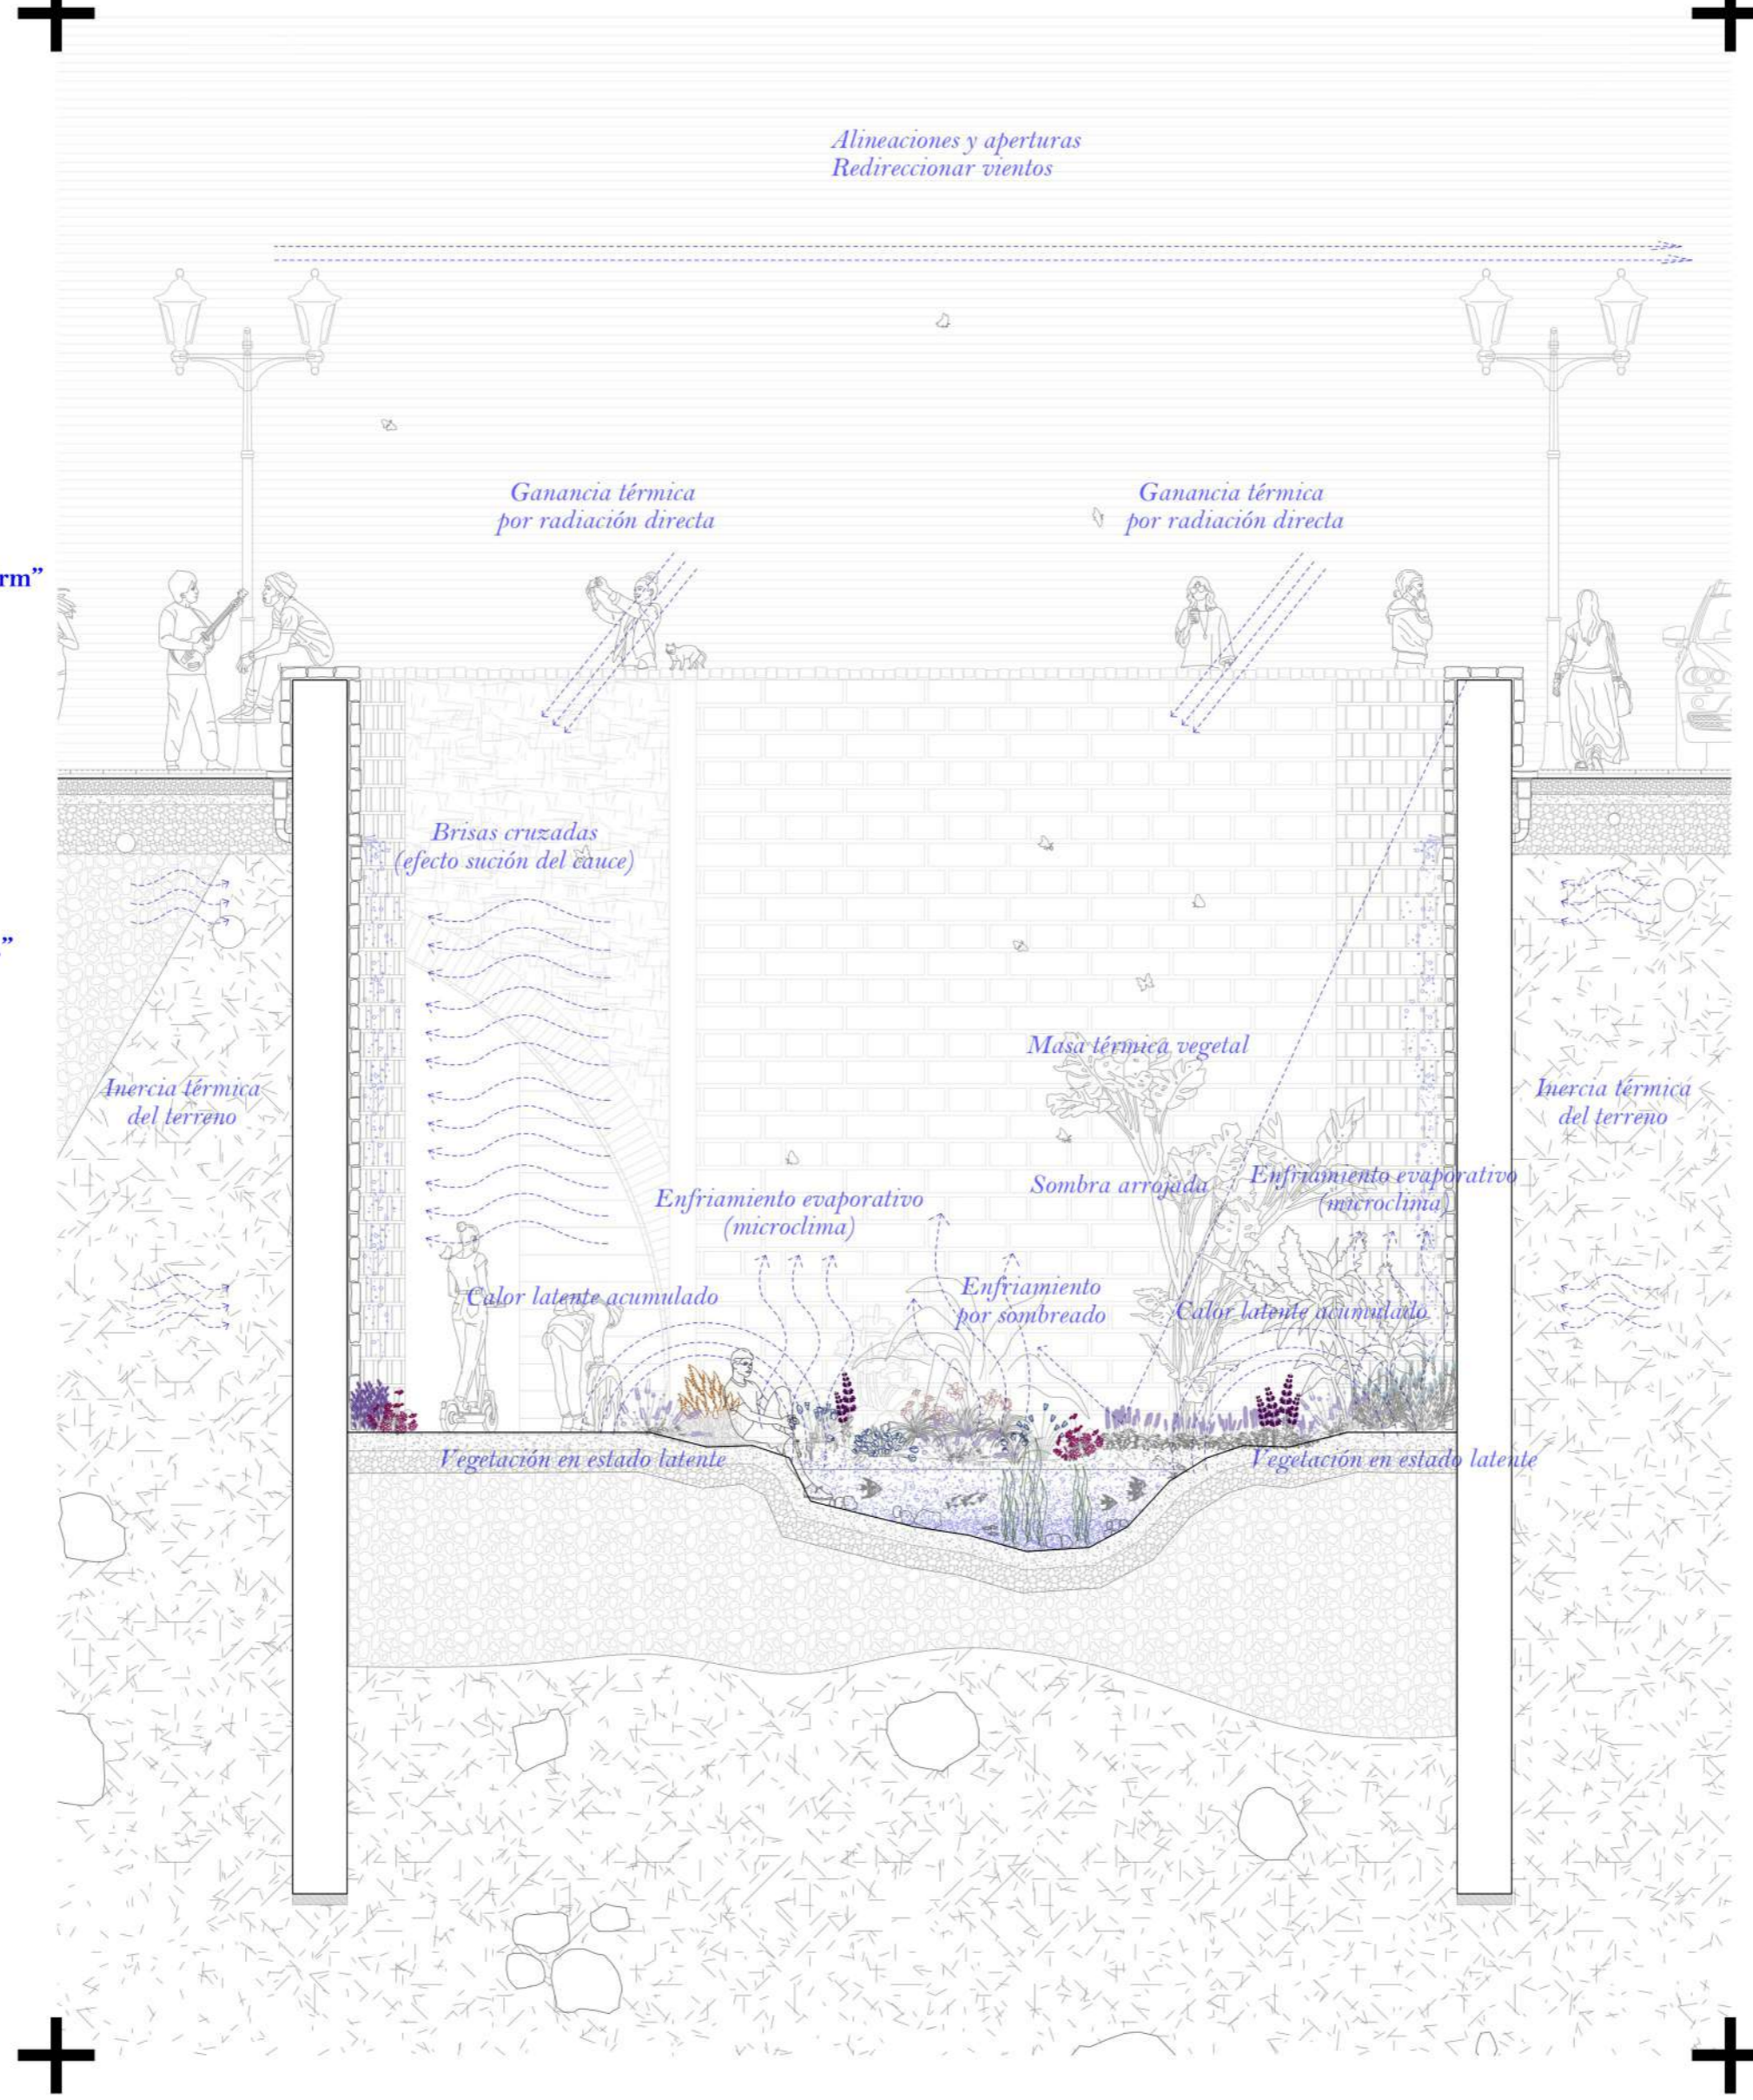 Alineaciones y aperturas
Redireccionar vientos
Ganancia térmica
por radiación directa
Ganancia térmica
por radiación directa
rm”
”
Brisas cruzadas
(efecto sución del cauce)
Masa térmica vegetal
Inercia térmica
del terreno
Inercia térmica
del terreno
Sombra arrojada
Enfriamiento evaporativo
(microclima)
Enfriamiento evaporativo
(microclima)
Calor latente acumulado
Enfriamiento
por sombreado
Calor latente acumulado
Vegetación en estado latente
Vegetación en estado latente